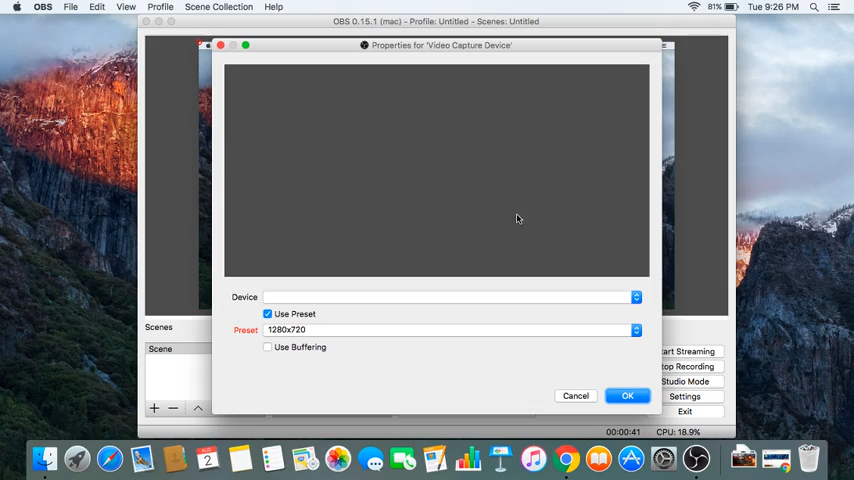 OBS File Edit View Profile Scene Collection Help 81% Tue 9:26 PM
OBS 0.15.1 (mac) - Profile: Untitled - Scenes: Untitled
Properties for 'Video Capture Device'
Device
Use Preset
Preset 1280x720
Use Buffering
Cancel OK
Scenes
Scene
tart Streaming
top Recording
Studio Mode
Settings
Exit
00:00:41 CPU: 18.9%
AUG
2